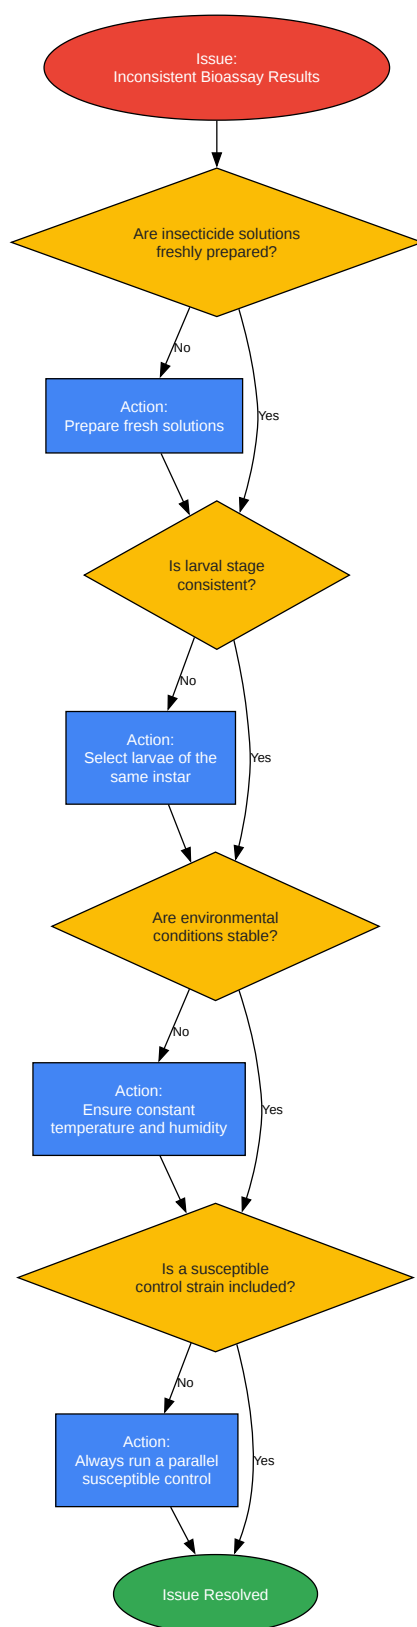 Issue:
Inconsistent Bioassay Results
Are insecticide solutions
freshly prepared?
No
Action:
Prepare fresh solutions
Yes
Is larval stage
consistent?
No
Action:
Select larvae of the
same instar
Yes
Are environmental
conditions stable?
No
Action:
Ensure constant
temperature and humidity
Yes
Is a susceptible
control strain included?
No
Action:
Always run a parallel
susceptible control
Yes
Issue Resolved